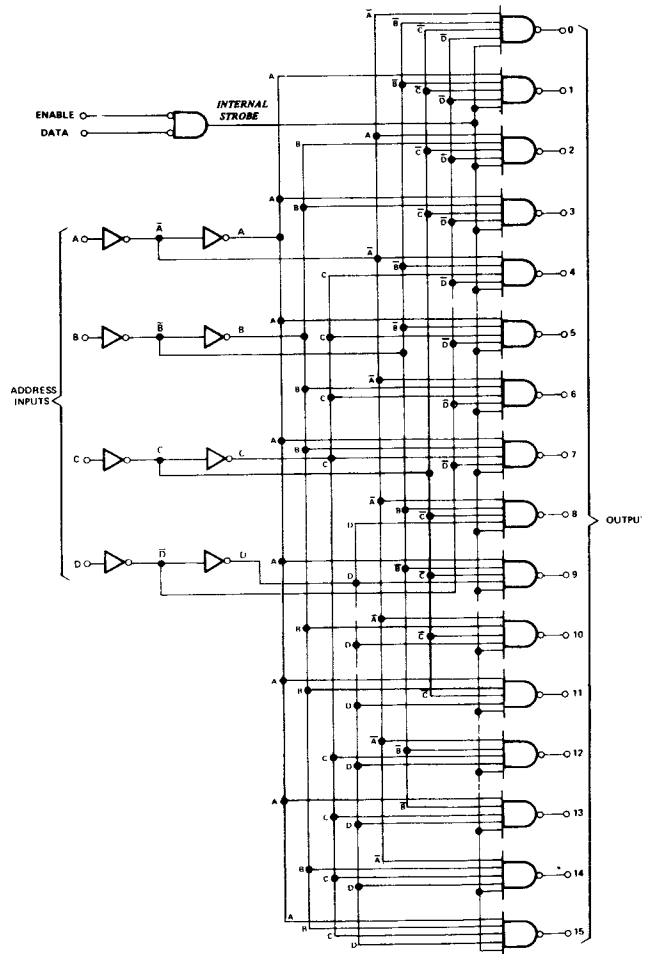 A̅
B̅
C̅
D̅
0
A
B̅
C̅
D̅
1
INTERNAL
STROBE
ENABLE
DATA
A
B
C̅
D̅
2
A
B
C̅
D̅
3
A
A̅
A
A̅
B̅
C
D̅
4
A
B
B̅
B
B̅
C
D̅
5
ADDRESS
INPUTS
A̅
B
C
D̅
6
A
B
C
D̅
7
C
C
C
A̅
B
C̅
D
8
OUTPUT
D
D̅
D
A
B̅
C̅
D
9
A̅
B
C̅
D
10
A
B
C̅
D
11
A̅
B̅
C
D
12
A
B̅
C
D
13
A̅
B
C
D
14
A
B
C
D
15